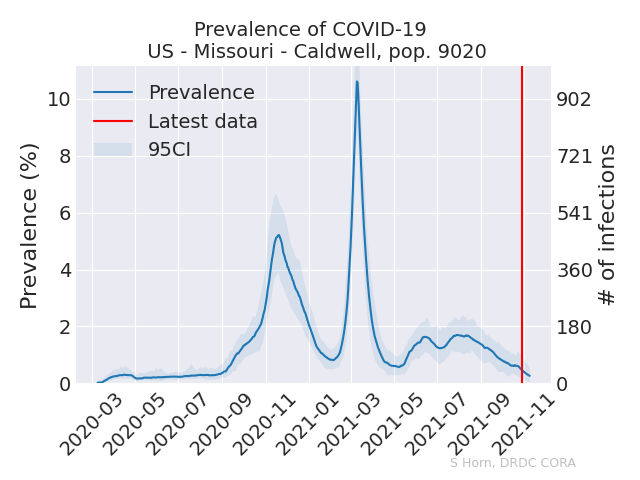 Prevalence of COVID-19
US - Missouri - Caldwell, pop. 9020
Prevalence
Latest data
95CI
Prevalence (%)
10
8
6
4
2
0
902
721
541
360
180
0
# of infections
2020-03
2020-05
2020-07
2020-09
2020-11
2021-01
2021-03
2021-05
2021-07
2021-09
2021-11
S Horn, DRDC CORA